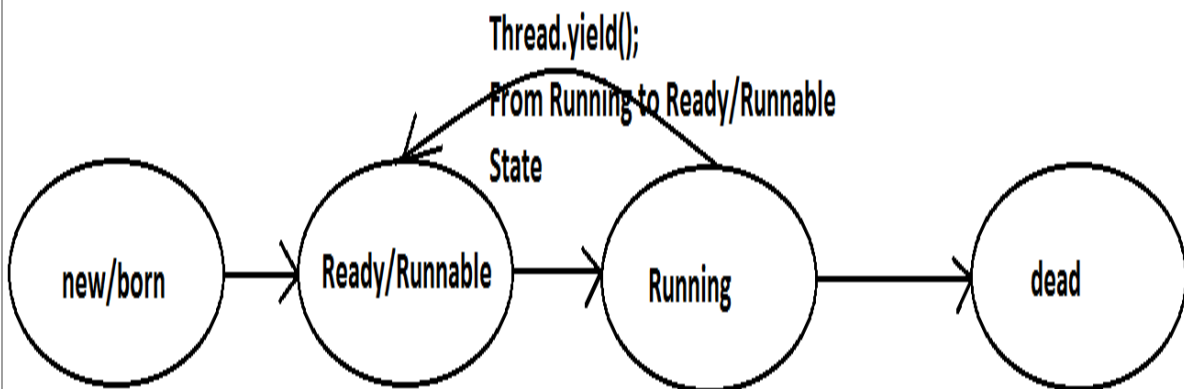 Thread.yield();
From Running to Ready/Runnable
State
new/born
Ready/Runnable
Running
dead